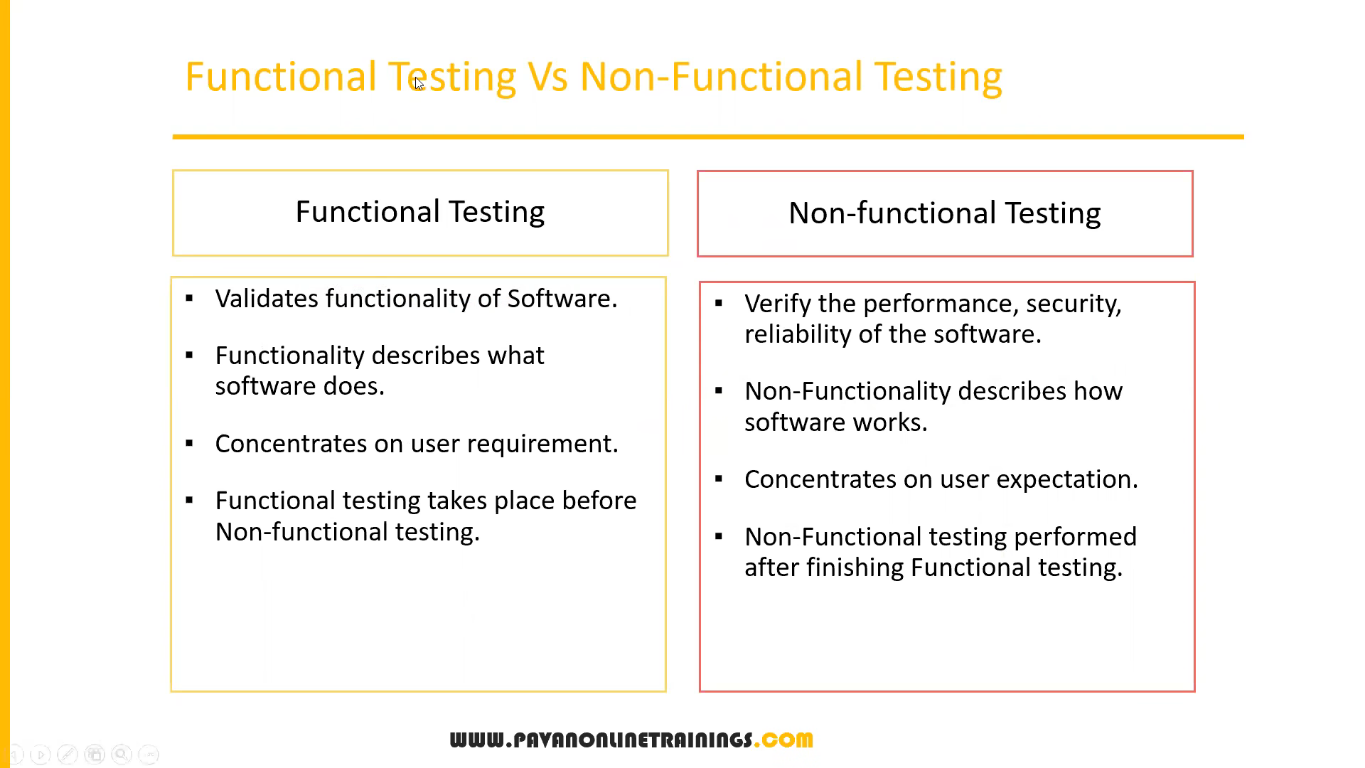 Functional Testing Vs Non-Functional Testing
Functional Testing
▪ Validates functionality of Software.
▪ Functionality describes what
software does.
▪ Concentrates on user requirement.
▪ Functional testing takes place before
Non-functional testing.
Non-functional Testing
▪ Verify the performance, security,
reliability of the software.
▪ Non-Functionality describes how
software works.
▪ Concentrates on user expectation.
▪ Non-Functional testing performed
after finishing Functional testing.
WWW.PAVANONLINETRAININGS.COM